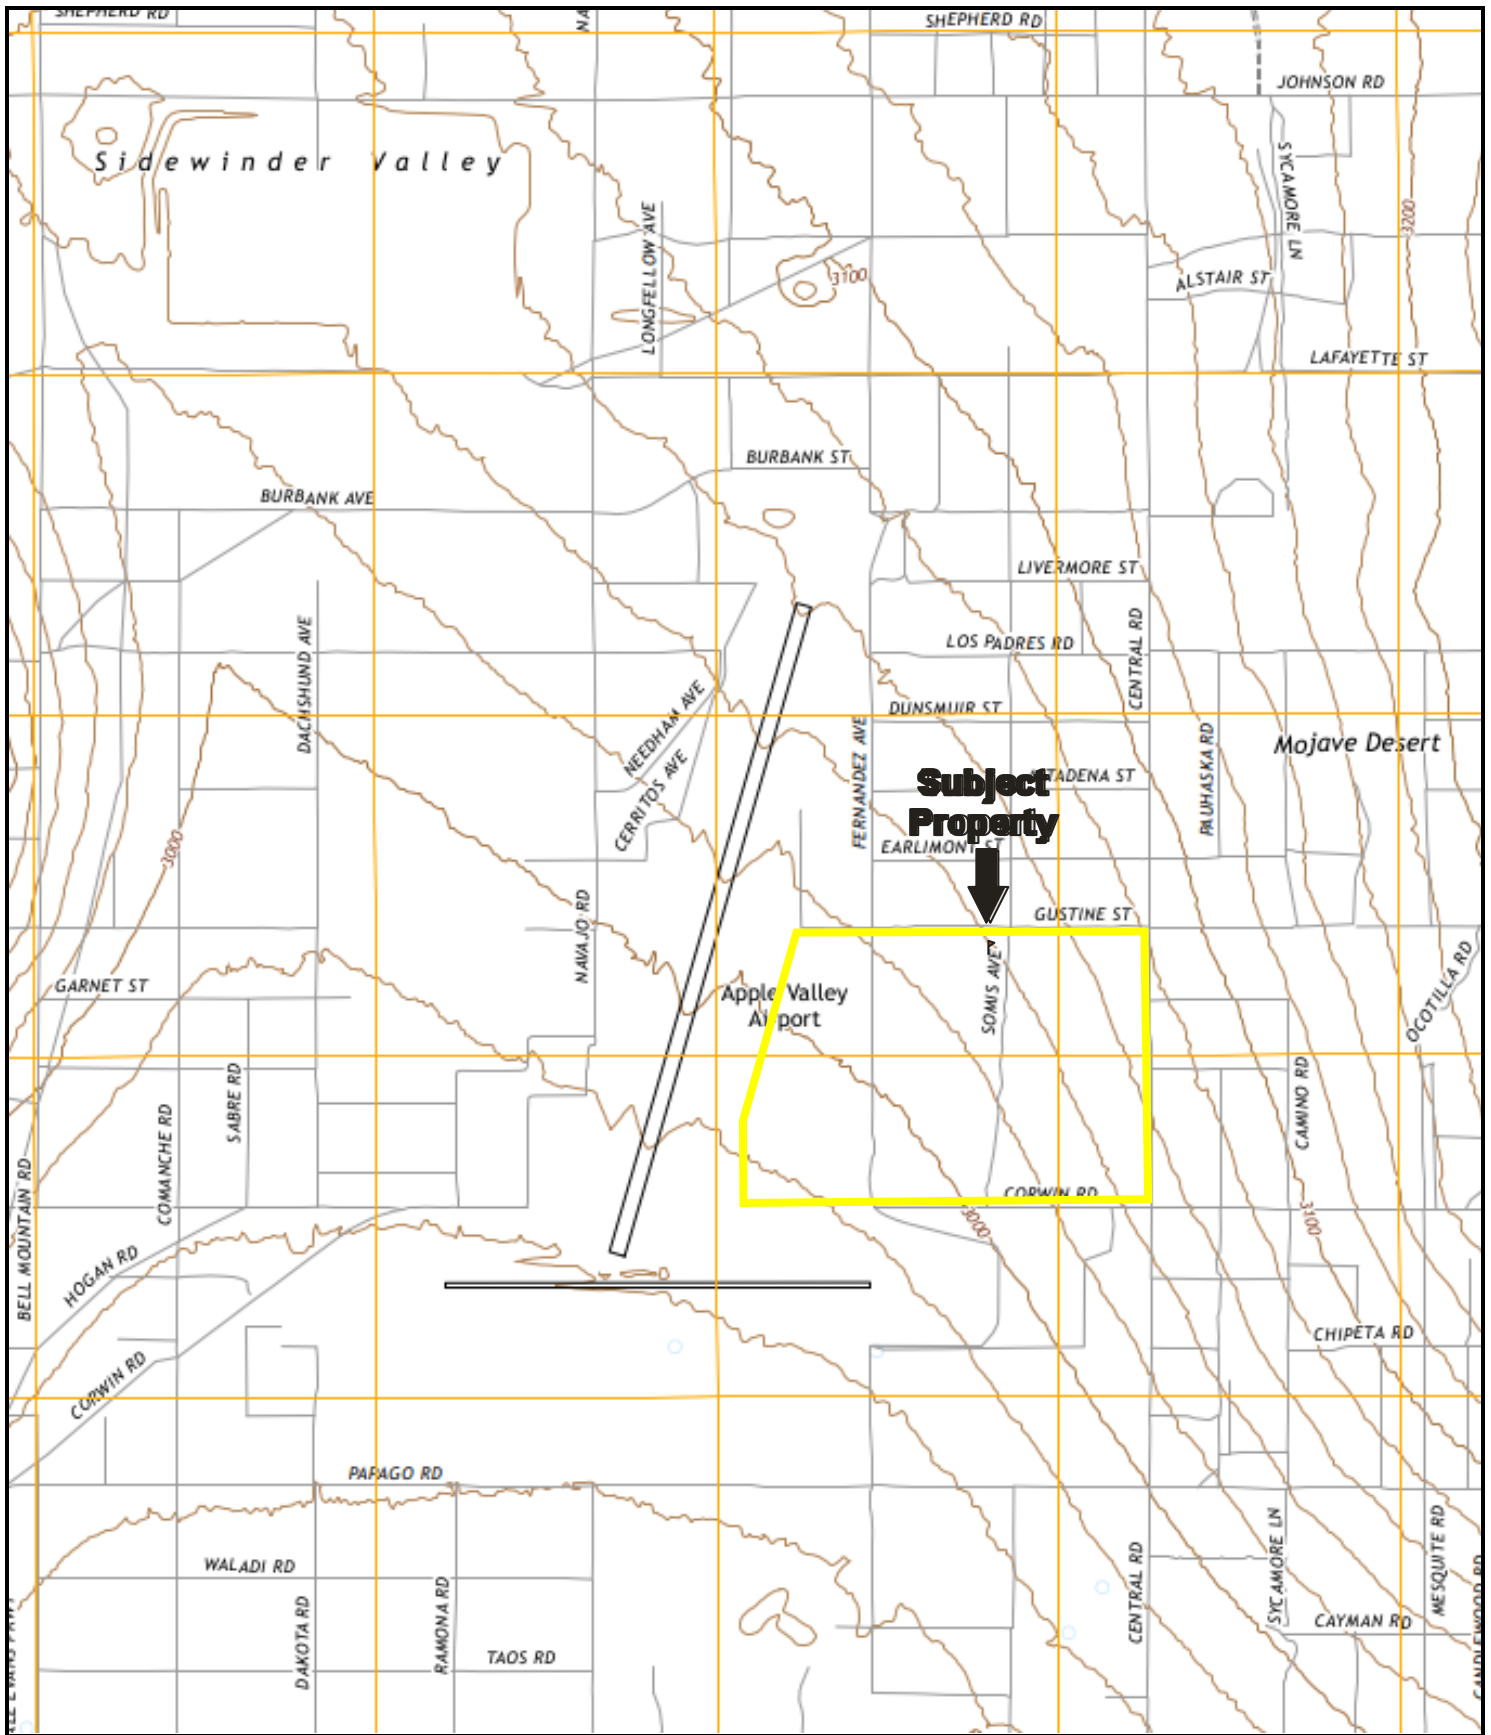 SHEPHERD RD
NA
SHEPHERD RD
JOHNSON RD
Sidewinder Valley
SYCAMORE LN
LONGFELLOW AVE
3200
3100
ALSTAIR ST
LAFAYETTE ST
BURBANK ST
BURBANK AVE
LIVERMORE ST
DACHSHUND AVE
LOS PADRES RD
CENTRAL RD
NEEDHAM AVE
DUNSMUIR ST
FERNANDEZ AVE
PAUHASKA RD
Mojave Desert
CERRITOS AVE
Subject
TADENA ST
Property
3000
EARLIMONT ST
NAVAJO RD
GUSTINE ST
GARNET ST
Apple Valley
Airport
SOMIS AVE
OCOTILLA RD
SABRE RD
CAMINO RD
COMANCHE RD
BELL MOUNTAIN RD
CORWIN RD
3000
3100
HOGAN RD
CHIPETA RD
CORWIN RD
PAPAGO RD
WALADI RD
CENTRAL RD
SYCAMORE LN
MESQUITE RD
DAKOTA RD
RAMONA RD
CAYMAN RD
TAOS RD
CANDLEWOOD RD